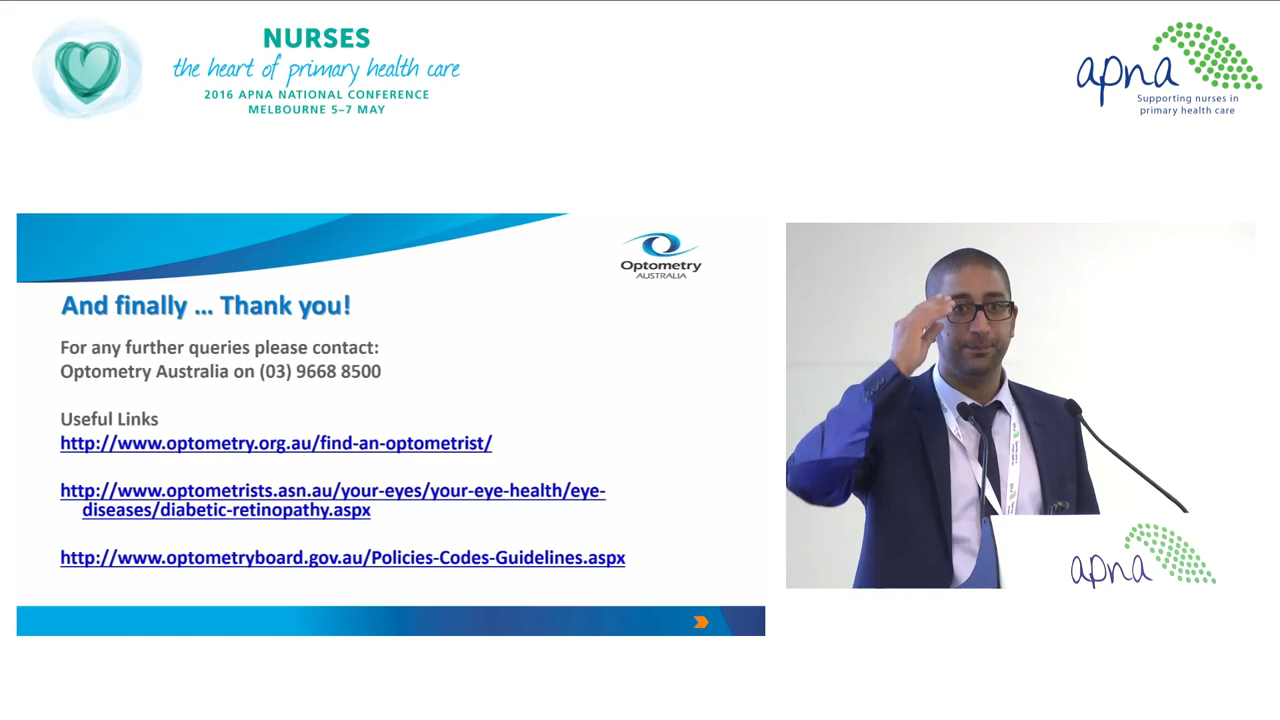 NURSES
the heart of primary health care
2016 APNA NATIONAL CONFERENCE
MELBOURNE 5–7 MAY
apna
Supporting nurses in
primary health care
Optometry
AUSTRALIA
And finally ... Thank you!
For any further queries please contact:
Optometry Australia on (03) 9668 8500
Useful Links
http://www.optometry.org.au/find-an-optometrist/
http://www.optometrists.asn.au/your-eyes/your-eye-health/eye-
diseases/diabetic-retinopathy.aspx
http://www.optometryboard.gov.au/Policies-Codes-Guidelines.aspx
apna